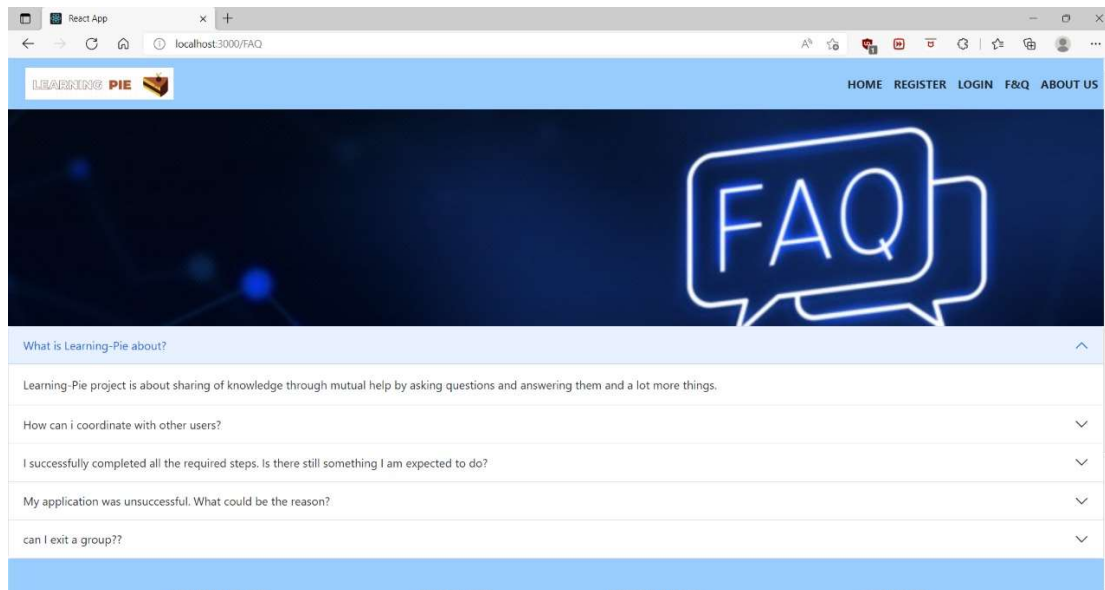 React App
localhost:3000/FAQ
LEARNING PIE
HOME REGISTER LOGIN F&Q ABOUT US
FAQ
What is Learning-Pie about?
Learning-Pie project is about sharing of knowledge through mutual help by asking questions and answering them and a lot more things.
How can i coordinate with other users?
I successfully completed all the required steps. Is there still something I am expected to do?
My application was unsuccessful. What could be the reason?
can I exit a group??